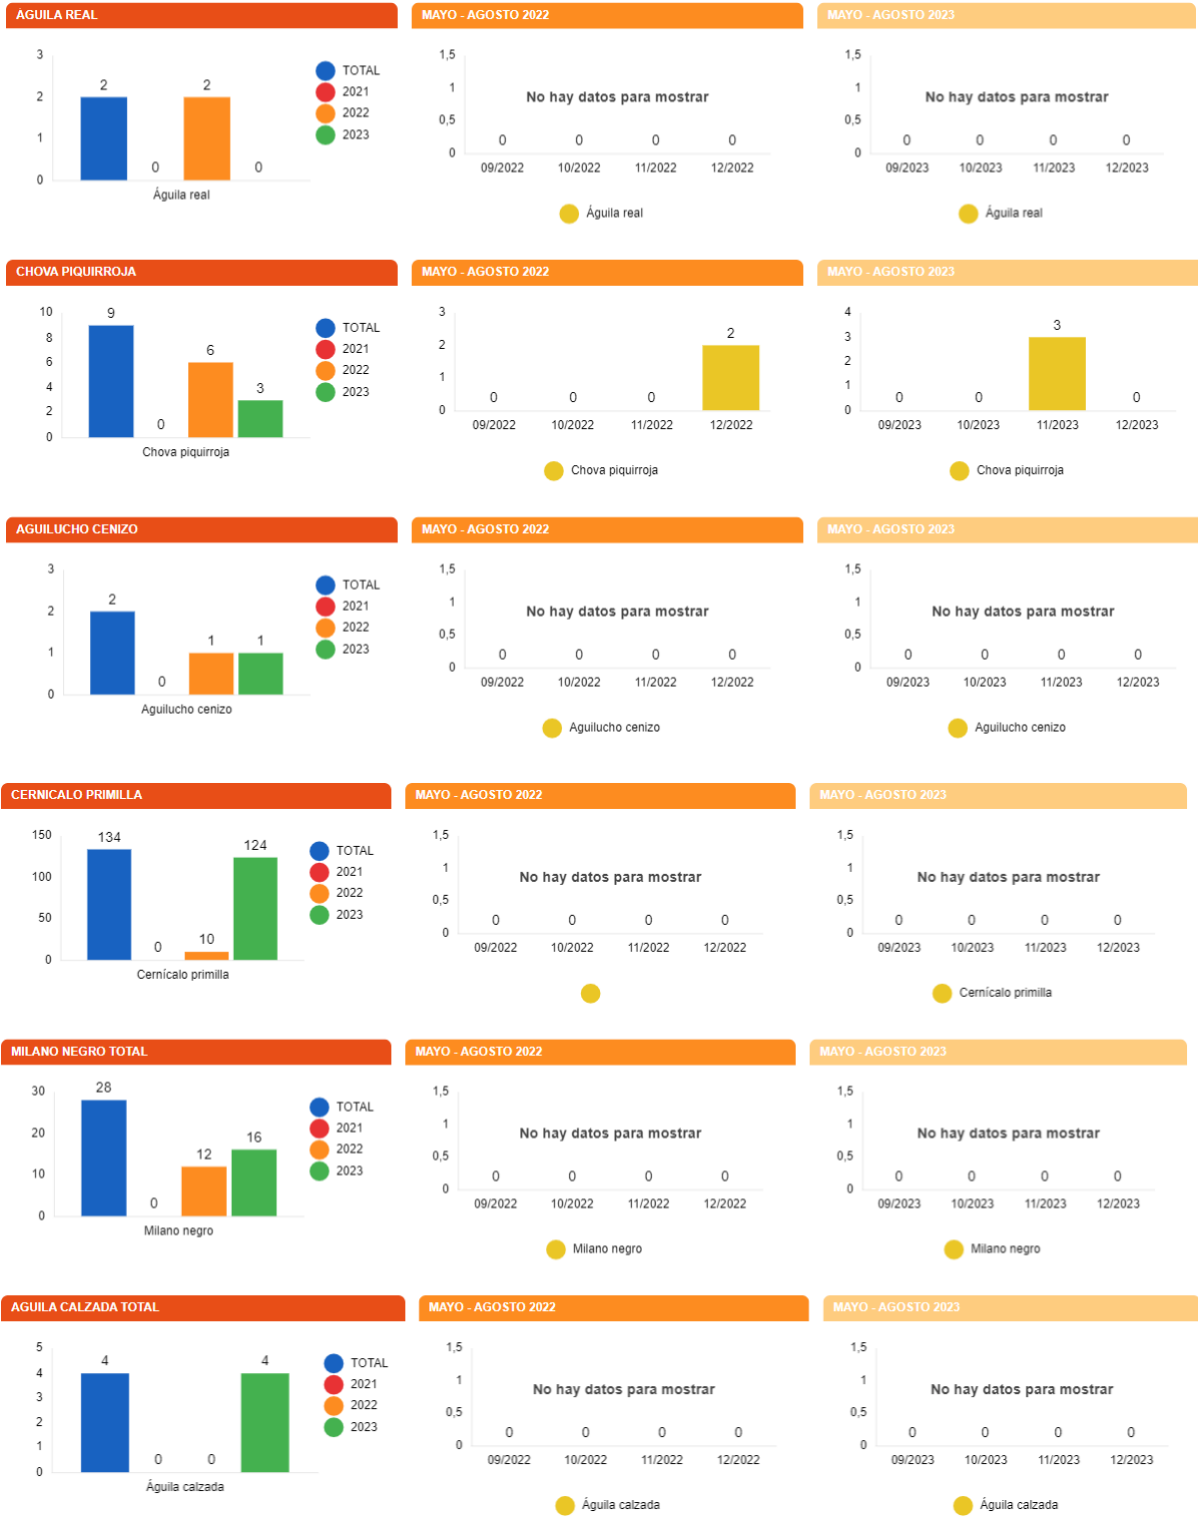 ÁGUILA REAL
MAYO - AGOSTO 2022
MAYO - AGOSTO 2023
3
2
1
0
2
0
2
0
Águila real
TOTAL
2021
2022
2023
1,5
1
0,5
0
No hay datos para mostrar
0 0 0 0
09/2022 10/2022 11/2022 12/2022
Águila real
1,5
1
0,5
0
No hay datos para mostrar
0 0 0 0
09/2023 10/2023 11/2023 12/2023
Águila real
CHOVA PIQUIRROJA
MAYO - AGOSTO 2022
MAYO - AGOSTO 2023
10
8
6
4
2
0
9
0
6
3
Chova piquirroja
TOTAL
2021
2022
2023
3
2
1
0
0 0 0 2
09/2022 10/2022 11/2022 12/2022
Chova piquirroja
4
3
2
1
0
0 0 3 0
09/2023 10/2023 11/2023 12/2023
Chova piquirroja
AGUILUCHO CENIZO
MAYO - AGOSTO 2022
MAYO - AGOSTO 2023
3
2
1
0
2
0
1
1
Aguilucho cenizo
TOTAL
2021
2022
2023
1,5
1
0,5
0
No hay datos para mostrar
0 0 0 0
09/2022 10/2022 11/2022 12/2022
Aguilucho cenizo
1,5
1
0,5
0
No hay datos para mostrar
0 0 0 0
09/2023 10/2023 11/2023 12/2023
Aguilucho cenizo
CERNICALO PRIMILLA
MAYO - AGOSTO 2022
MAYO - AGOSTO 2023
150
100
50
0
134
0
10
124
Cernícalo primilla
TOTAL
2021
2022
2023
1,5
1
0,5
0
No hay datos para mostrar
0 0 0 0
09/2022 10/2022 11/2022 12/2022
1,5
1
0,5
0
No hay datos para mostrar
0 0 0 0
09/2023 10/2023 11/2023 12/2023
Cernícalo primilla
MILANO NEGRO TOTAL
MAYO - AGOSTO 2022
MAYO - AGOSTO 2023
30
20
10
0
28
0
12
16
Milano negro
TOTAL
2021
2022
2023
1,5
1
0,5
0
No hay datos para mostrar
0 0 0 0
09/2022 10/2022 11/2022 12/2022
Milano negro
1,5
1
0,5
0
No hay datos para mostrar
0 0 0 0
09/2023 10/2023 11/2023 12/2023
Milano negro
AGUILA CALZADA TOTAL
MAYO - AGOSTO 2022
MAYO - AGOSTO 2023
5
4
3
2
1
0
4
0
0
4
Águila calzada
TOTAL
2021
2022
2023
1,5
1
0,5
0
No hay datos para mostrar
0 0 0 0
09/2022 10/2022 11/2022 12/2022
Águila calzada
1,5
1
0,5
0
No hay datos para mostrar
0 0 0 0
09/2023 10/2023 11/2023 12/2023
Águila calzada